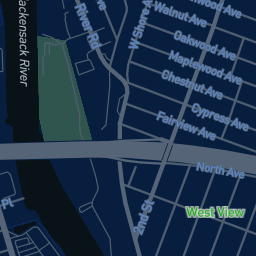 ackensack River
River Rd
W Shore A
Walnut Ave
Oakwood Ave
Maplewood Ave
Chestnut Ave
Cypress Ave
Fairview Ave
North Ave
2nd St
Pl
West View